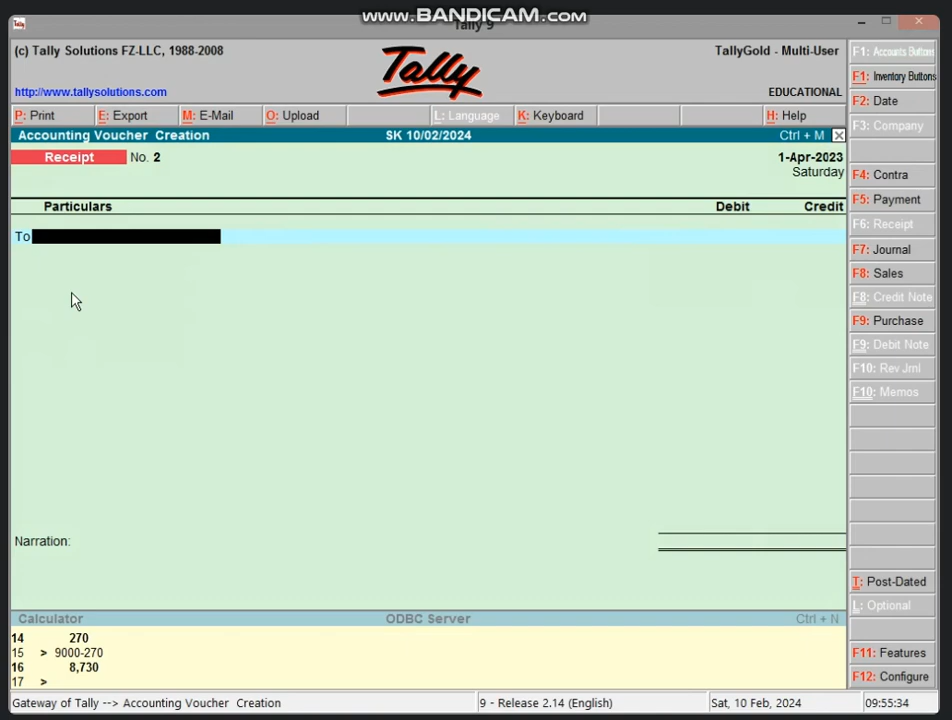 WWW.BANDICAM.COM
Tally 9
(c) Tally Solutions FZ-LLC, 1988-2008
Tally
TallyGold - Multi-User
http://www.tallysolutions.com
EDUCATIONAL
P: Print
E: Export
M: E-Mail
O: Upload
L: Language
K: Keyboard
H: Help
Accounting Voucher Creation
SK 10/02/2024
Ctrl + M
Receipt No. 2
1-Apr-2023
Saturday
Particulars
Debit
Credit
To
Narration:
F1: Accounts Buttons
F1: Inventory Buttons
F2: Date
F3: Company
F4: Contra
F5: Payment
F6: Receipt
F7: Journal
F8: Sales
F8: Credit Note
F9: Purchase
F9: Debit Note
F10: Rev Jrnl
F10: Memos
T: Post-Dated
L: Optional
F11: Features
F12: Configure
Calculator
ODBC Server
Ctrl + N
14 270
15 > 9000-270
16 8,730
17 >
Gateway of Tally --> Accounting Voucher Creation
9 - Release 2.14 (English)
Sat, 10 Feb, 2024
09:55:34